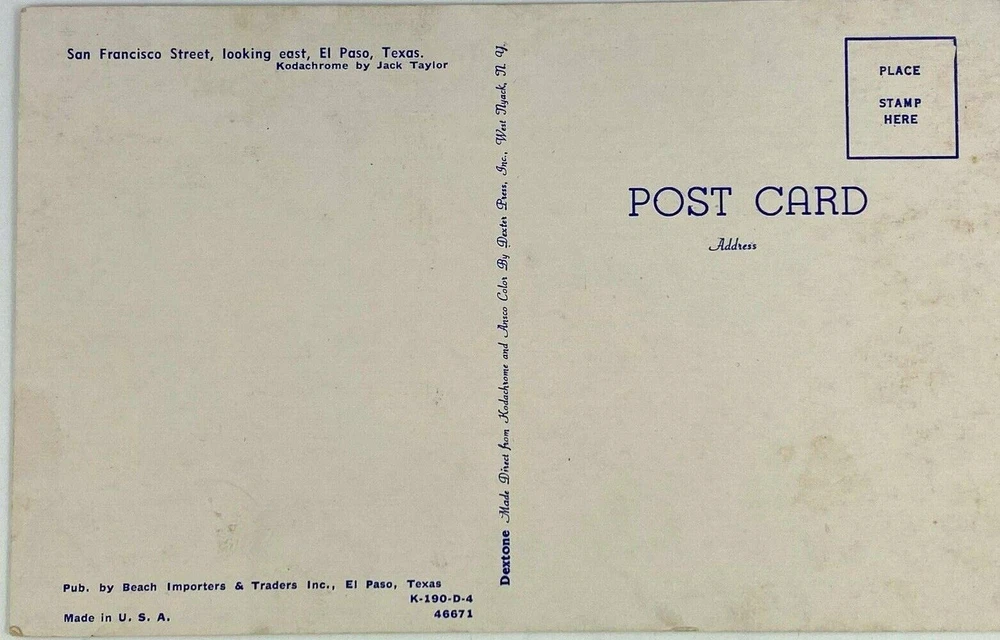 San Francisco Street, looking east, El Paso, Texas.
Kodachrome by Jack Taylor
Pub. by Beach Importers & Traders Inc., El Paso, Texas
K-190-D-4
Made in U. S. A.
46671
Dextone Made Direct from Kodachrome and Ansco Color By Dexter Press, Inc., West Nyack, N. Y.
PLACE
STAMP
HERE
POST CARD
Address